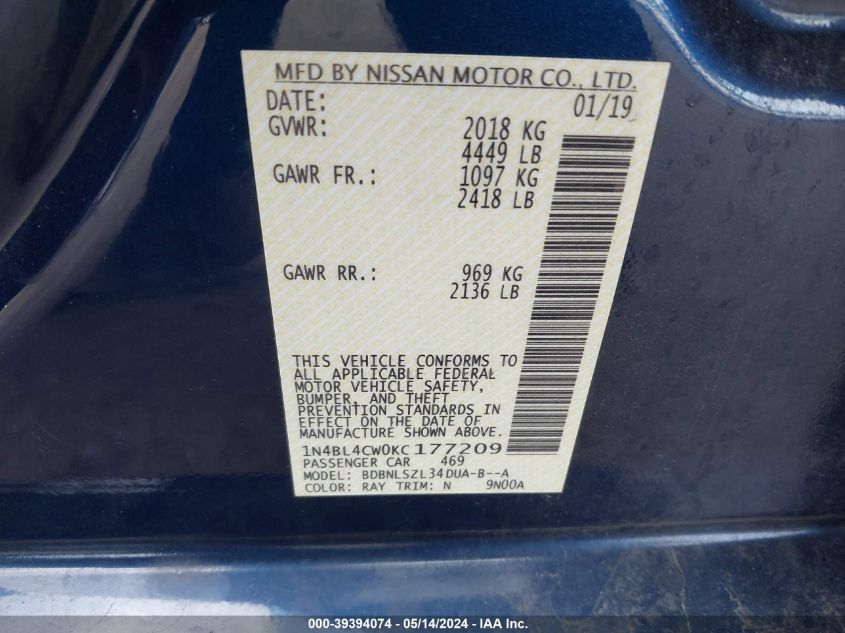 MFD BY NISSAN MOTOR CO., LTD.
DATE: 01/19
GVWR: 2018 KG
4449 LB
GAWR FR.: 1097 KG
2418 LB
GAWR RR.: 969 KG
2136 LB
THIS VEHICLE CONFORMS TO
ALL APPLICABLE FEDERAL
MOTOR VEHICLE SAFETY,
BUMPER, AND THEFT
PREVENTION STANDARDS IN
EFFECT ON THE DATE OF
MANUFACTURE SHOWN ABOVE.
1N4BL4CW0KC177209
PASSENGER CAR 469
MODEL: BDBNLSZL34DUA-B--A
COLOR: RAY TRIM: N 9N00A
000-39394074 - 05/14/2024 - IAAI.COM